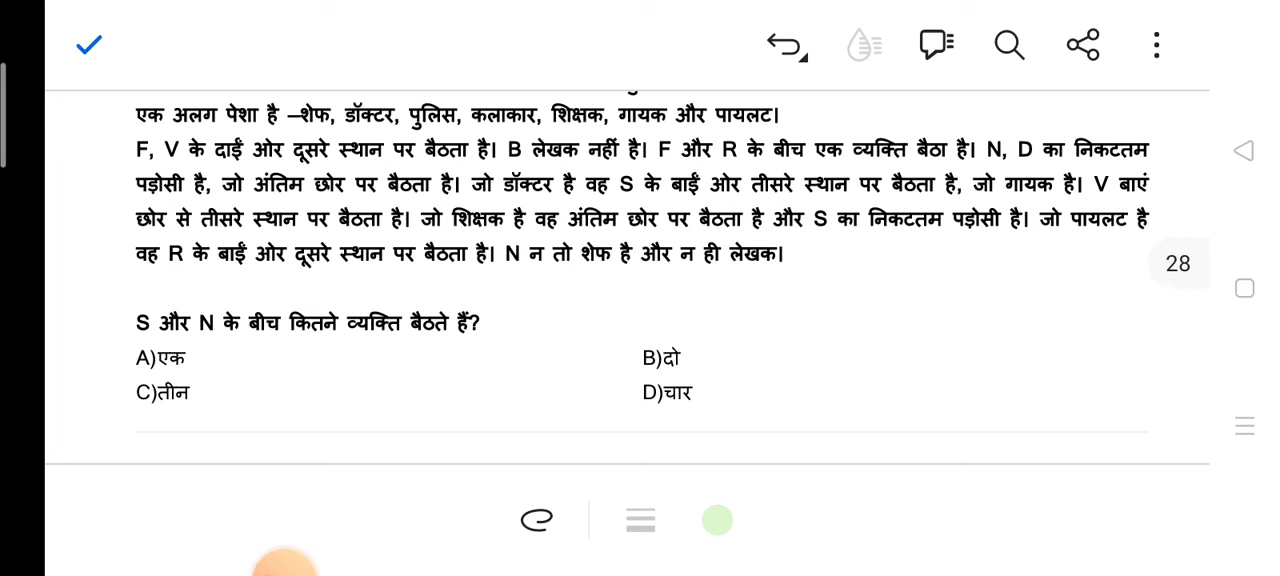 एक अलग पेशा है –शेफ, डॉक्टर, पुलिस, कलाकार, शिक्षक, गायक और पायलट।
F, V के दाईं ओर दूसरे स्थान पर बैठता है। B लेखक नहीं है। F और R के बीच एक व्यक्ति बैठा है। N, D का निकटतम
पड़ोसी है, जो अंतिम छोर पर बैठता है। जो डॉक्टर है वह S के बाईं ओर तीसरे स्थान पर बैठता है, जो गायक है। V बाएं
छोर से तीसरे स्थान पर बैठता है। जो शिक्षक है वह अंतिम छोर पर बैठता है और S का निकटतम पड़ोसी है। जो पायलट है
वह R के बाईं ओर दूसरे स्थान पर बैठता है। N न तो शेफ है और न ही लेखक।
28
S और N के बीच कितने व्यक्ति बैठते हैं?
A)एक B)दो
C)तीन D)चार